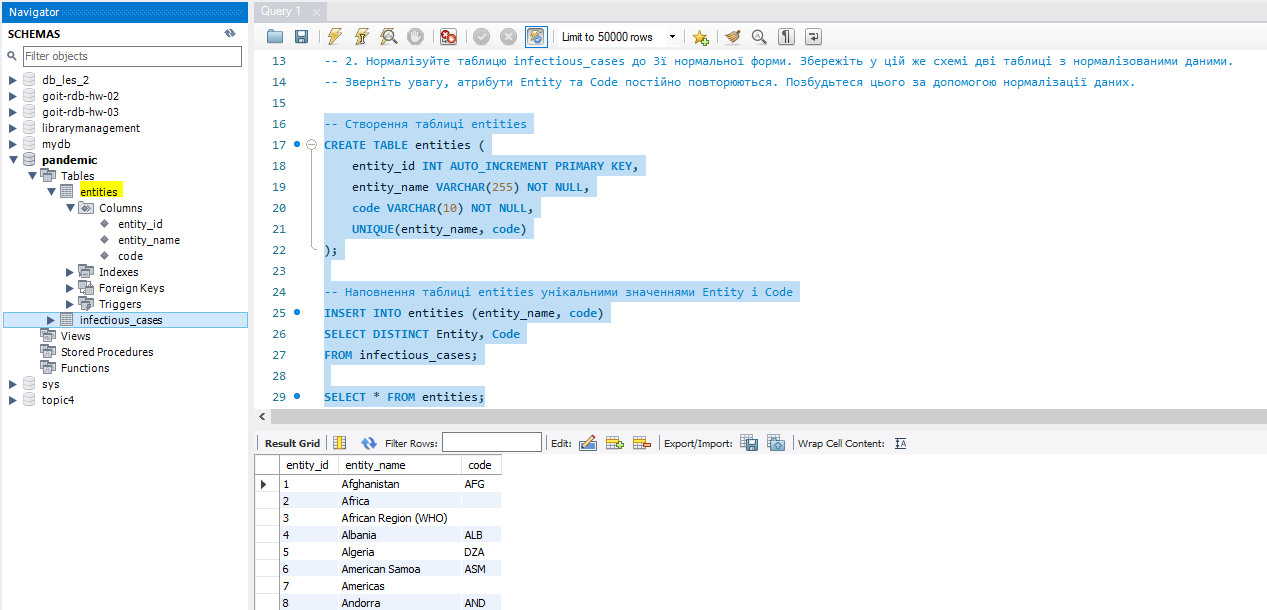 Navigator
SCHEMAS
Filter objects
db_les_2
goit-rdb-hw-02
goit-rdb-hw-03
librarymanagement
mydb
pandemic
Tables
entities
Columns
entity_id
entity_name
code
Indexes
Foreign Keys
Triggers
infectious_cases
Views
Stored Procedures
Functions
sys
topic4
Query 1
Limit to 50000 rows
13 -- 2. Нормалізуйте таблицю infectious_cases до 3ї нормальної форми. Збережіть у цій же схемі дві таблиці з нормалізованими даними.
14 -- Зверніть увагу, атрибути Entity та Code постійно повторюються. Позбудьтеся цього за допомогою нормалізації даних.
15
16 -- Створення таблиці entities
17 CREATE TABLE entities (
18 entity_id INT AUTO_INCREMENT PRIMARY KEY,
19 entity_name VARCHAR(255) NOT NULL,
20 code VARCHAR(10) NOT NULL,
21 UNIQUE(entity_name, code)
22 );
23
24 -- Наповнення таблиці entities унікальними значеннями Entity і Code
25 INSERT INTO entities (entity_name, code)
26 SELECT DISTINCT Entity, Code
27 FROM infectious_cases;
28
29 SELECT * FROM entities;
Result Grid Filter Rows: Edit: Export/Import: Wrap Cell Content:
entity_id entity_name code
1 Afghanistan AFG
2 Africa
3 African Region (WHO)
4 Albania ALB
5 Algeria DZA
6 American Samoa ASM
7 Americas
8 Andorra AND